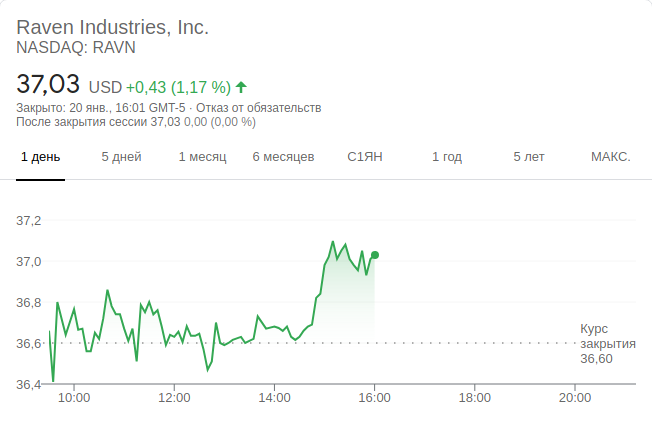 Raven Industries, Inc.
NASDAQ: RAVN
37,03 USD +0,43 (1,17 %)
Закрыто: 20 янв., 16:01 GMT-5 · Отказ от обязательств
После закрытия сессии 37,03 0,00 (0,00 %)
1 день 5 дней 1 месяц 6 месяцев С1ЯН 1 год 5 лет МАКС.
37,2
37,0
36,8
36,6
36,4
Курс
закрытия
36,60
10:00 12:00 14:00 16:00 18:00 20:00